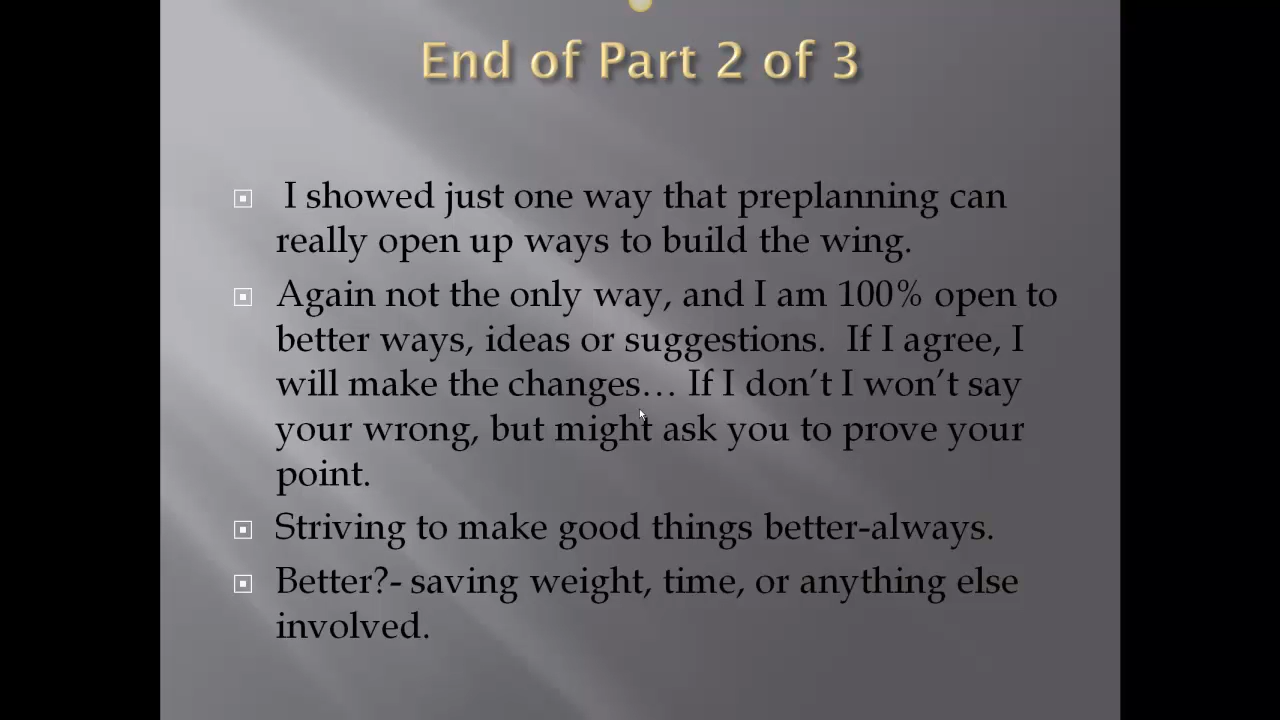 End of Part 2 of 3
I showed just one way that preplanning can
really open up ways to build the wing.
Again not the only way, and I am 100% open to
better ways, ideas or suggestions.  If I agree, I
will make the changes… If I don’t I won’t say
your wrong, but might ask you to prove your
point.
Striving to make good things better-always.
Better?- saving weight, time, or anything else
involved.